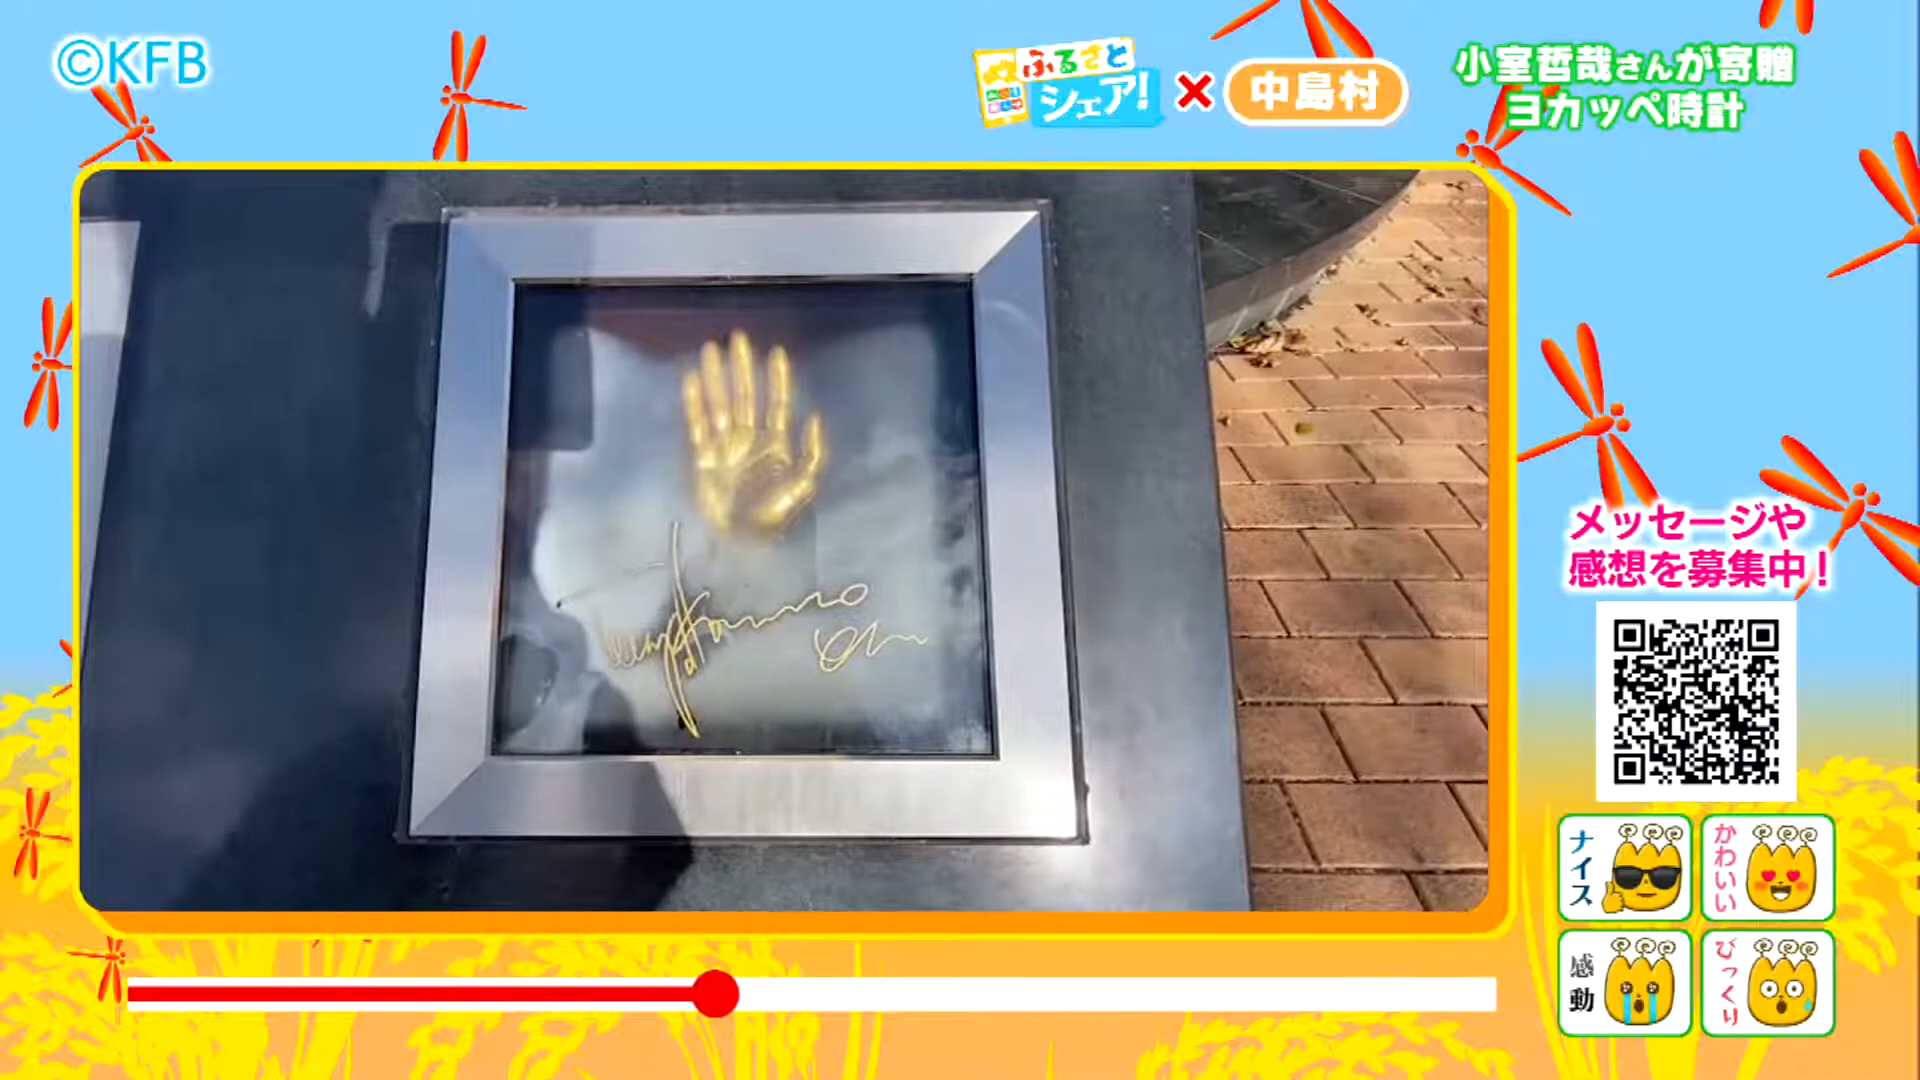 ©KFB
ふるさと
シェア!
×
中島村
小室哲哉さんが寄贈
ヨカッペ時計
メッセージや
感想を募集中!
ナイス
かわいい
感動
びっくり